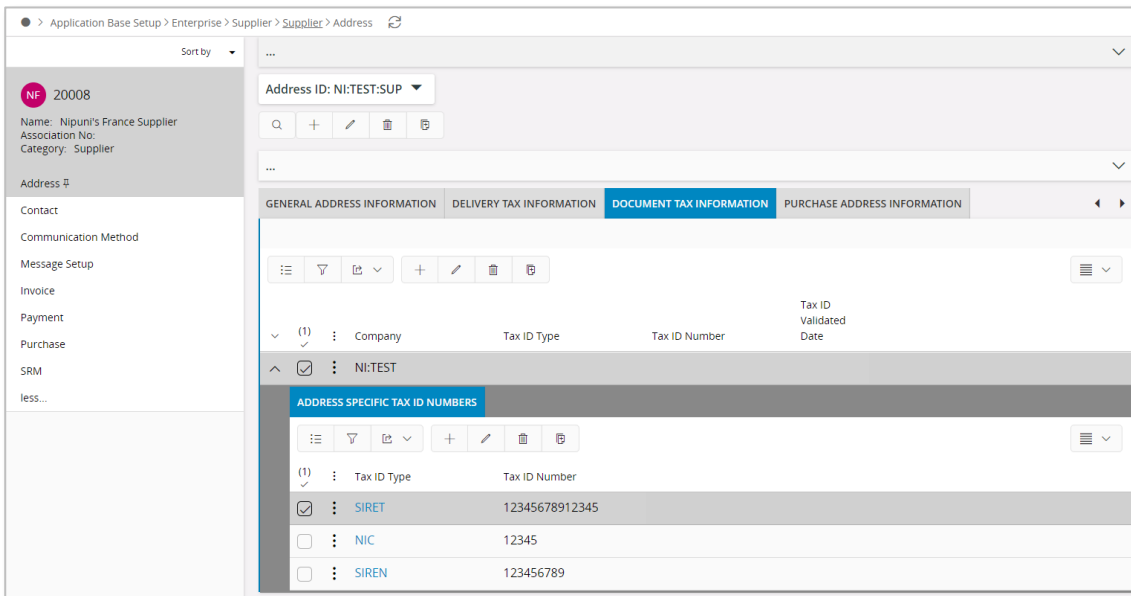 > Application Base Setup > Enterprise > Supplier > Supplier > Address
Sort by
...
NF 20008
Name: Nipuni's France Supplier
Association No:
Category: Supplier
Address
Contact
Communication Method
Message Setup
Invoice
Payment
Purchase
SRM
less...
Address ID: NI:TEST:SUP
...
GENERAL ADDRESS INFORMATION DELIVERY TAX INFORMATION DOCUMENT TAX INFORMATION PURCHASE ADDRESS INFORMATION
Tax ID
Validated
(1) Company Tax ID Type Tax ID Number Date
NI:TEST
ADDRESS SPECIFIC TAX ID NUMBERS
(1) Tax ID Type Tax ID Number
SIRET 12345678912345
NIC 12345
SIREN 123456789